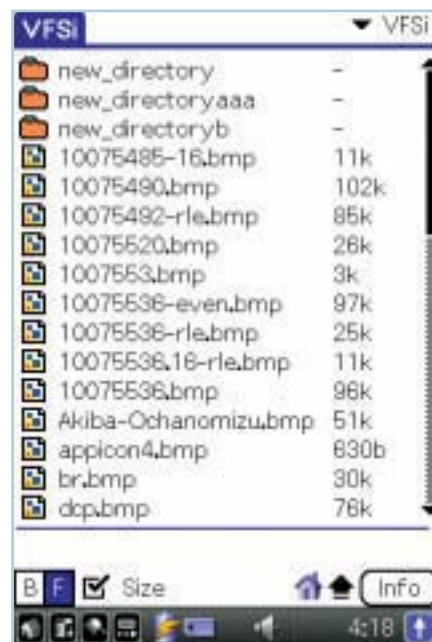 VFSi VFSi
new_directory -
new_directoryaaa -
new_directoryb -
10075485-16.bmp 11k
10075490.bmp 102k
10075492-rle.bmp 85k
10075520.bmp 26k
1007553.bmp 3k
10075536-even.bmp 97k
10075536-rle.bmp 25k
10075536.16-rle.bmp 11k
10075536.bmp 96k
Akiba-Ochanomizu.bmp 51k
appicon4.bmp 630b
br.bmp 30k
dcp.bmp 76k
B F Size Info
4:18